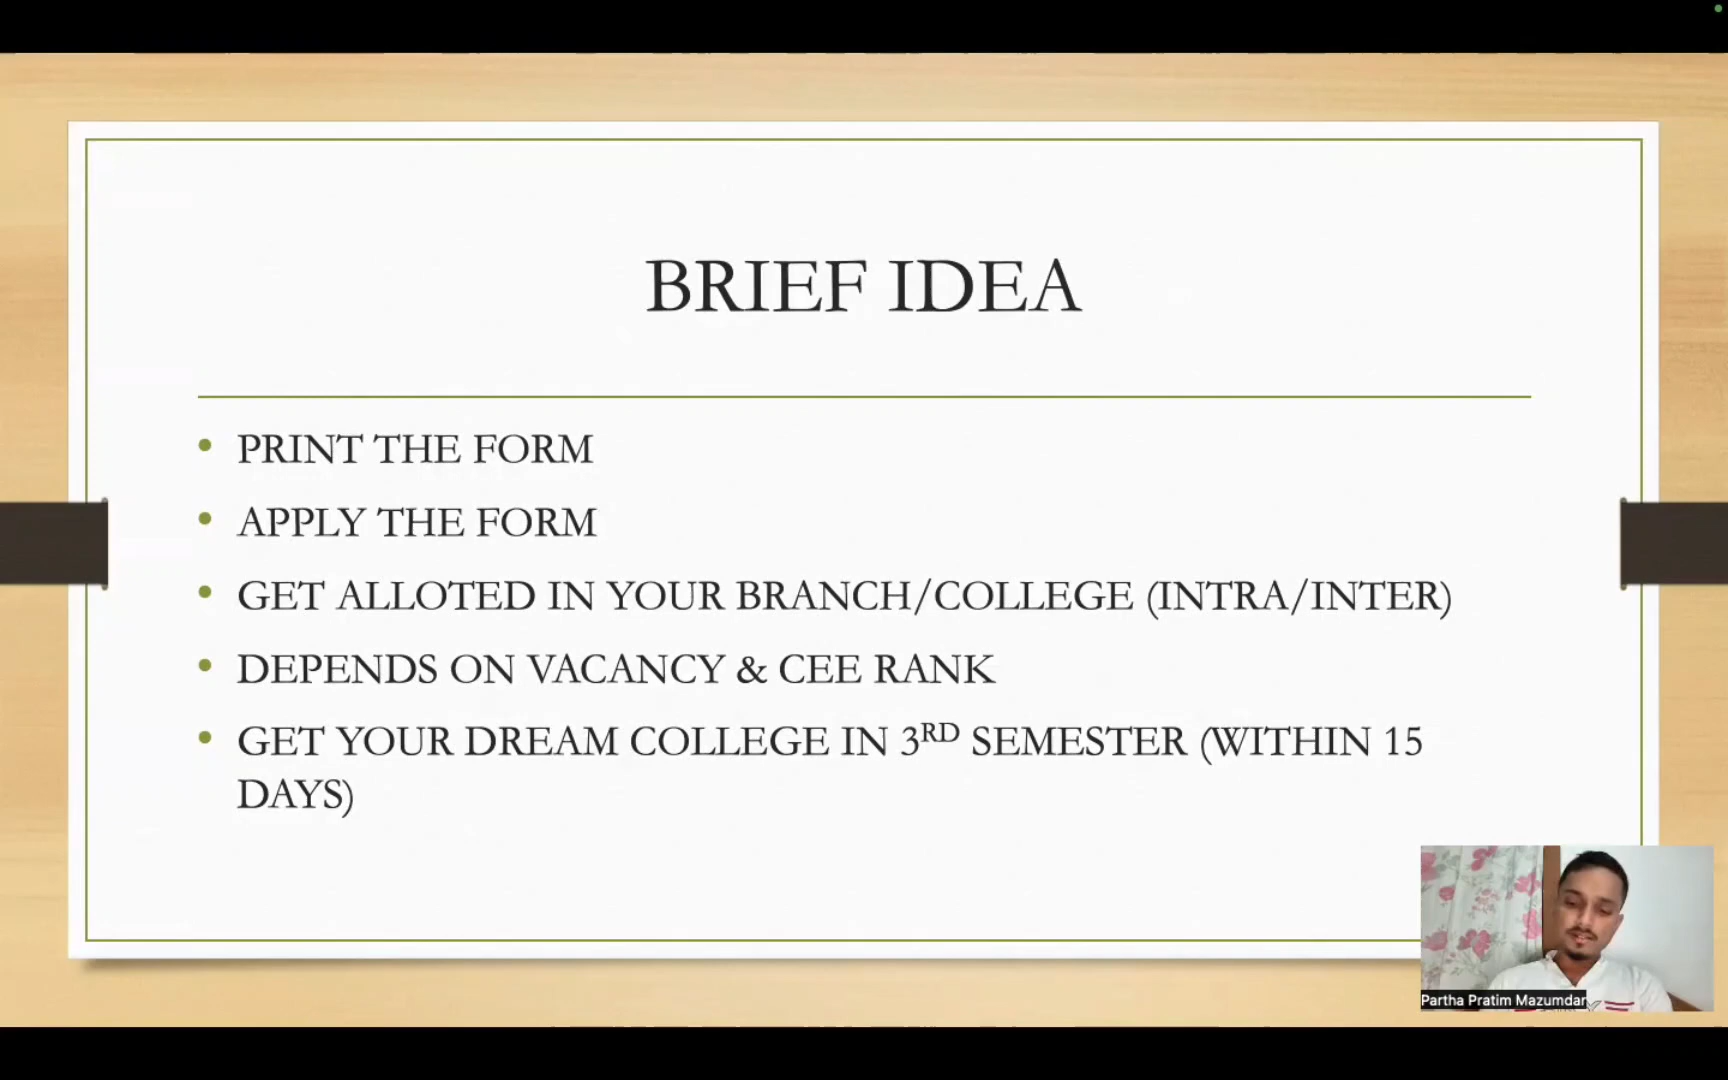 BRIEF IDEA
• PRINT THE FORM
• APPLY THE FORM
• GET ALLOTED IN YOUR BRANCH/COLLEGE (INTRA/INTER)
• DEPENDS ON VACANCY & CEE RANK
• GET YOUR DREAM COLLEGE IN 3RD SEMESTER (WITHIN 15
DAYS)
Partha Pratim Mazumdar